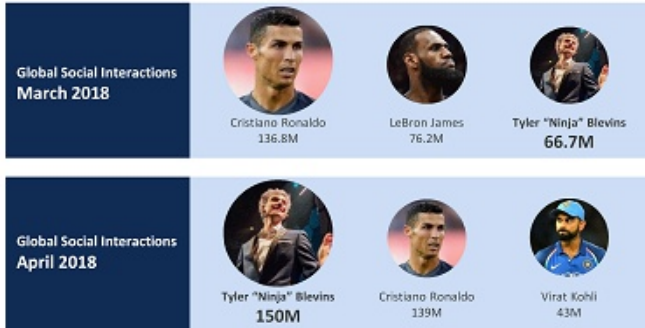 Global Social Interactions
March 2018
Cristiano Ronaldo
136.8M
LeBron James
76.2M
Tyler "Ninja" Blevins
66.7M
Global Social Interactions
April 2018
Tyler "Ninja" Blevins
150M
Cristiano Ronaldo
139M
Virat Kohli
43M